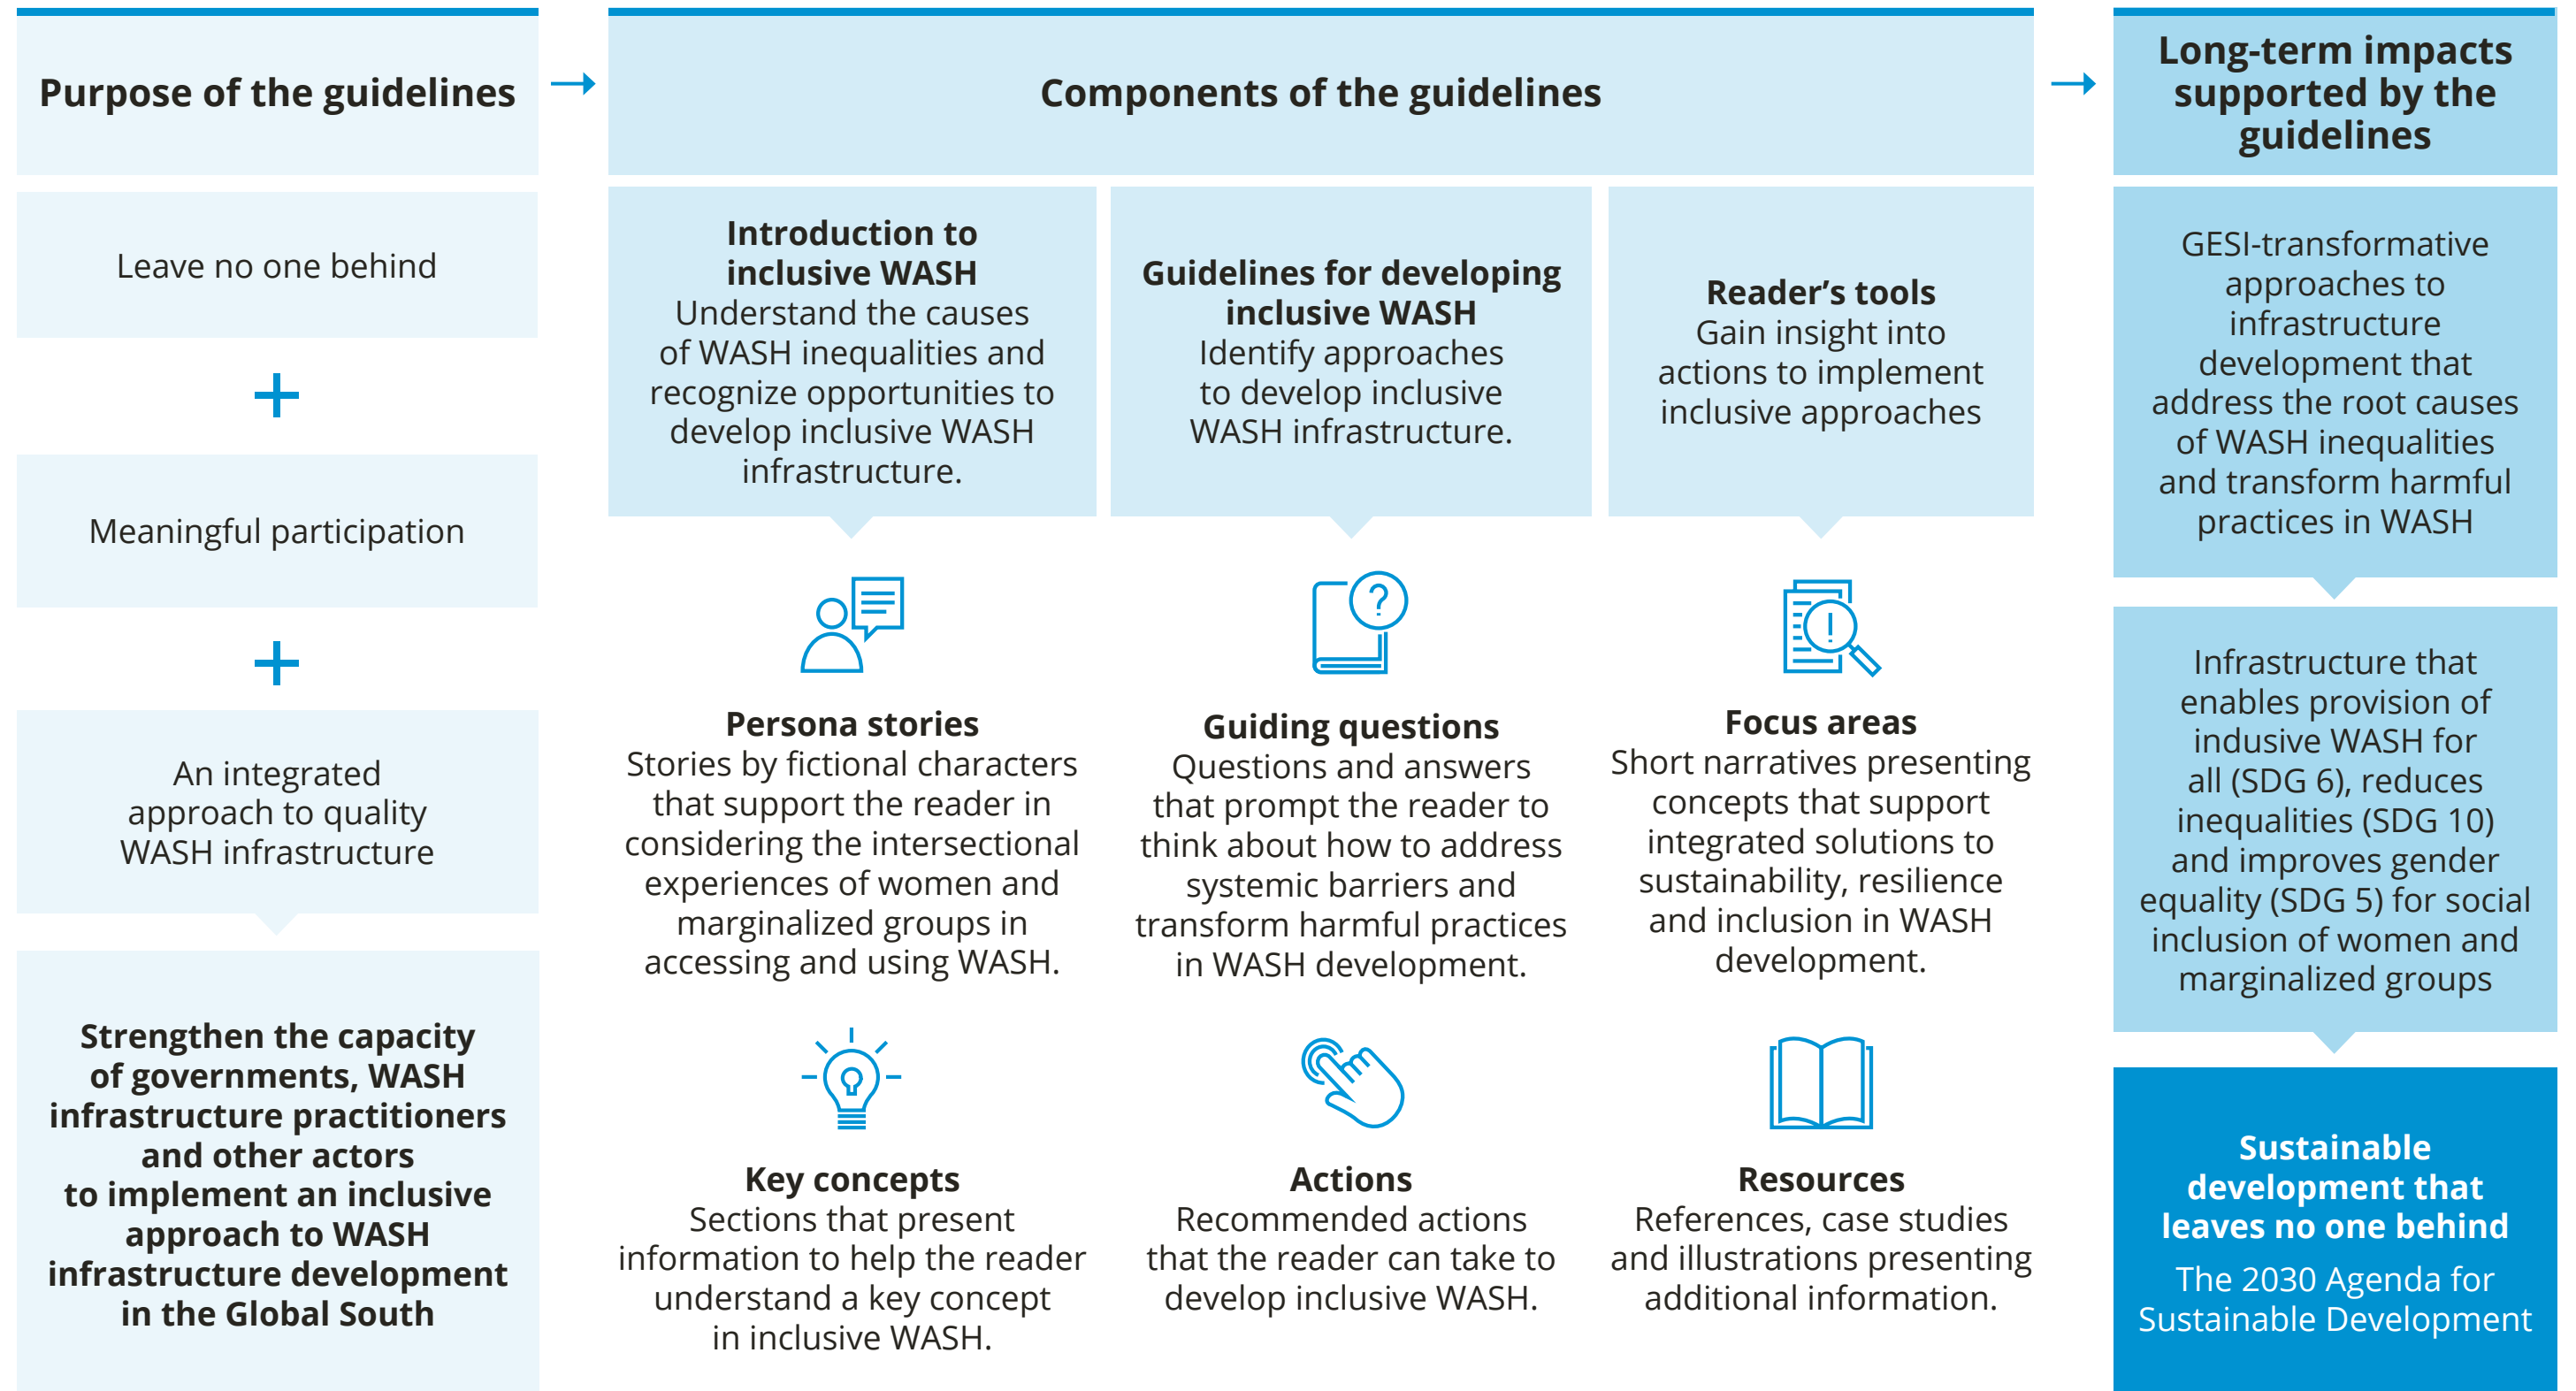 Purpose of the guidelines
Leave no one behind
+
Meaningful participation
+
An integrated
approach to quality
WASH infrastructure
Strengthen the capacity
of governments, WASH
infrastructure practitioners
and other actors
to implement an inclusive
approach to WASH
infrastructure development
in the Global South
Components of the guidelines
Introduction to
inclusive WASH
Understand the causes
of WASH inequalities and
recognize opportunities to
develop inclusive WASH
infrastructure.
Persona stories
Stories by fictional characters
that support the reader in
considering the intersectional
experiences of women and
marginalized groups in
accessing and using WASH.
Key concepts
Sections that present
information to help the reader
understand a key concept
in inclusive WASH.
Guidelines for developing
inclusive WASH
Identify approaches
to develop inclusive
WASH infrastructure.
?
Guiding questions
Questions and answers
that prompt the reader to
think about how to address
systemic barriers and
transform harmful practices
in WASH development.
Actions
Recommended actions
that the reader can take to
develop inclusive WASH.
Reader’s tools
Gain insight into
actions to implement
inclusive approaches
!
Focus areas
Short narratives presenting
concepts that support
integrated solutions to
sustainability, resilience
and inclusion in WASH
development.
Resources
References, case studies
and illustrations presenting
additional information.
Long-term impacts
supported by the
guidelines
GESI-transformative
approaches to
infrastructure
development that
address the root causes
of WASH inequalities
and transform harmful
practices in WASH
Infrastructure that
enables provision of
indusive WASH for
all (SDG 6), reduces
inequalities (SDG 10)
and improves gender
equality (SDG 5) for social
inclusion of women and
marginalized groups
Sustainable
development that
leaves no one behind
The 2030 Agenda for
Sustainable Development